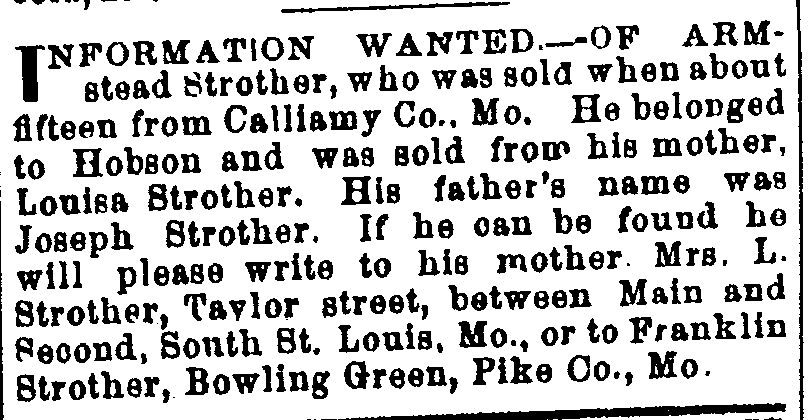 INFORMATION WANTED.—OF ARM-
stead Strother, who was sold when about
fifteen from Calliamy Co., Mo. He belonged
to Hobson and was sold from his mother,
Louisa Strother. His father's name was
Joseph Strother. If he can be found he
will please write to his mother. Mrs. L.
Strother, Taylor street, between Main and
Second, South St. Louis, Mo., or to Franklin
Strother, Bowling Green, Pike Co., Mo.